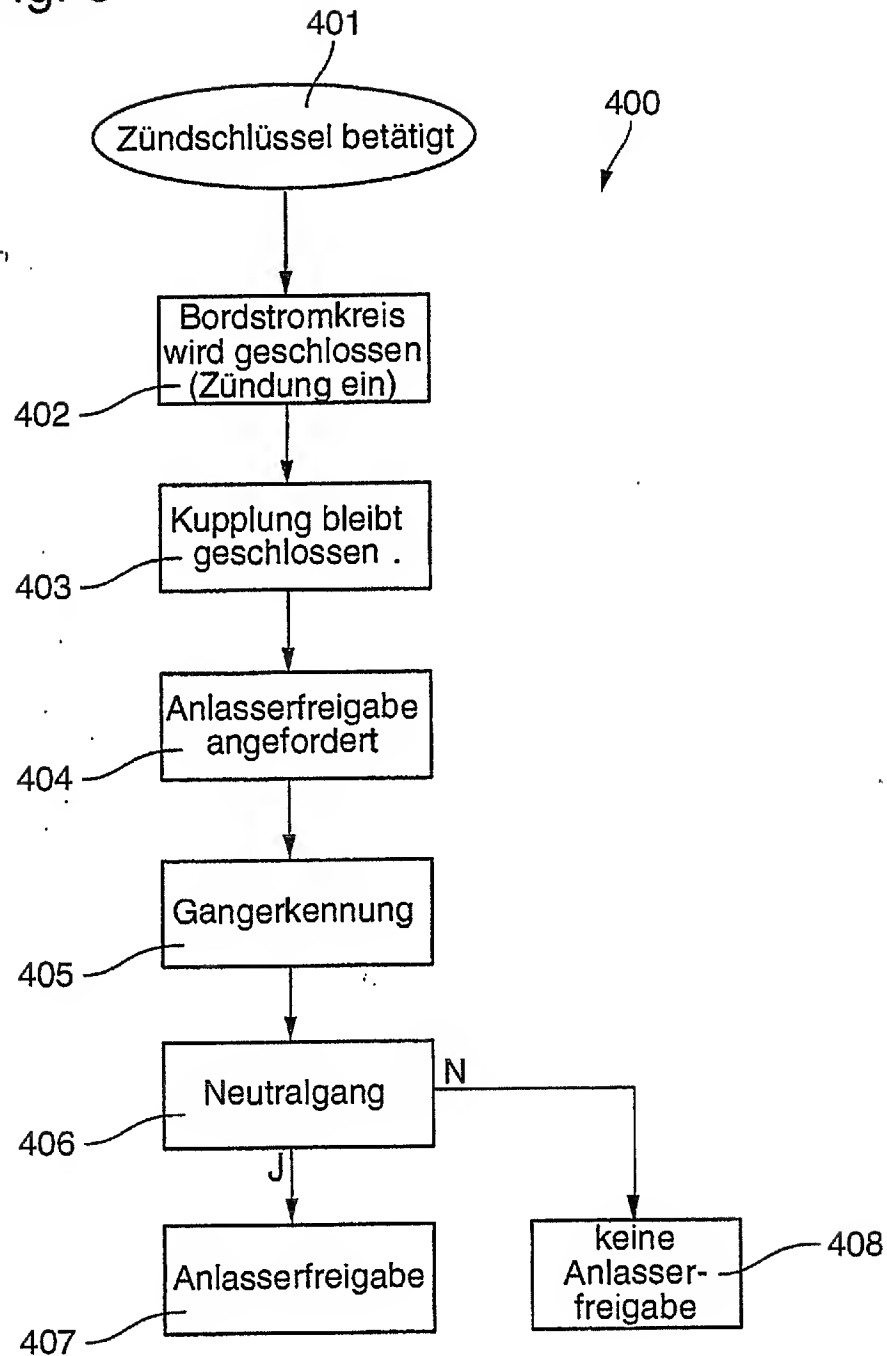 401
400
Zündschlüssel betätigt
Bordstromkreis
wird geschlossen
(Zündung ein)
402
Kupplung bleibt
geschlossen .
403
Anlasserfreigabe
angefordert
404
Gangerkennung
405
Neutralgang
N
406
J
Anlasserfreigabe
407
keine
Anlasser-
freigabe
408